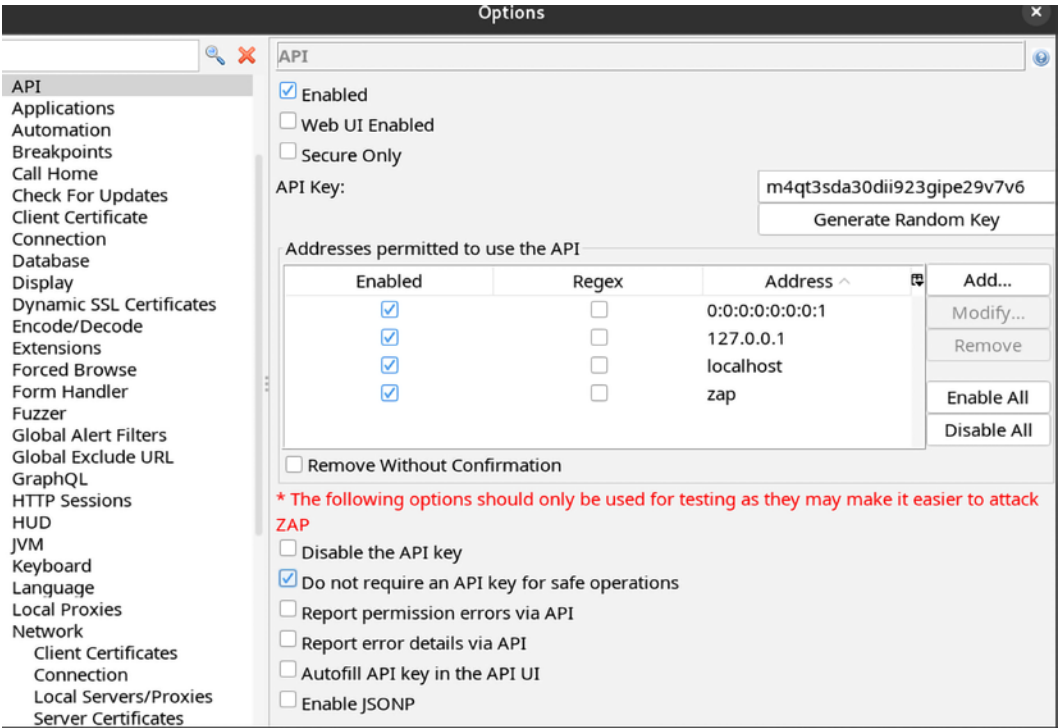 Options
API
Applications
Automation
Breakpoints
Call Home
Check For Updates
Client Certificate
Connection
Database
Display
Dynamic SSL Certificates
Encode/Decode
Extensions
Forced Browse
Form Handler
Fuzzer
Global Alert Filters
Global Exclude URL
GraphQL
HTTP Sessions
HUD
JVM
Keyboard
Language
Local Proxies
Network
Client Certificates
Connection
Local Servers/Proxies
Server Certificates
API
Enabled
Web UI Enabled
Secure Only
API Key: m4qt3sda30dii923gipe29v7v6
Generate Random Key
Addresses permitted to use the API
Enabled Regex Address
0:0:0:0:0:0:0:1
127.0.0.1
localhost
zap
Add...
Modify...
Remove
Enable All
Disable All
Remove Without Confirmation
* The following options should only be used for testing as they may make it easier to attack
ZAP
Disable the API key
Do not require an API key for safe operations
Report permission errors via API
Report error details via API
Autofill API key in the API UI
Enable JSONP